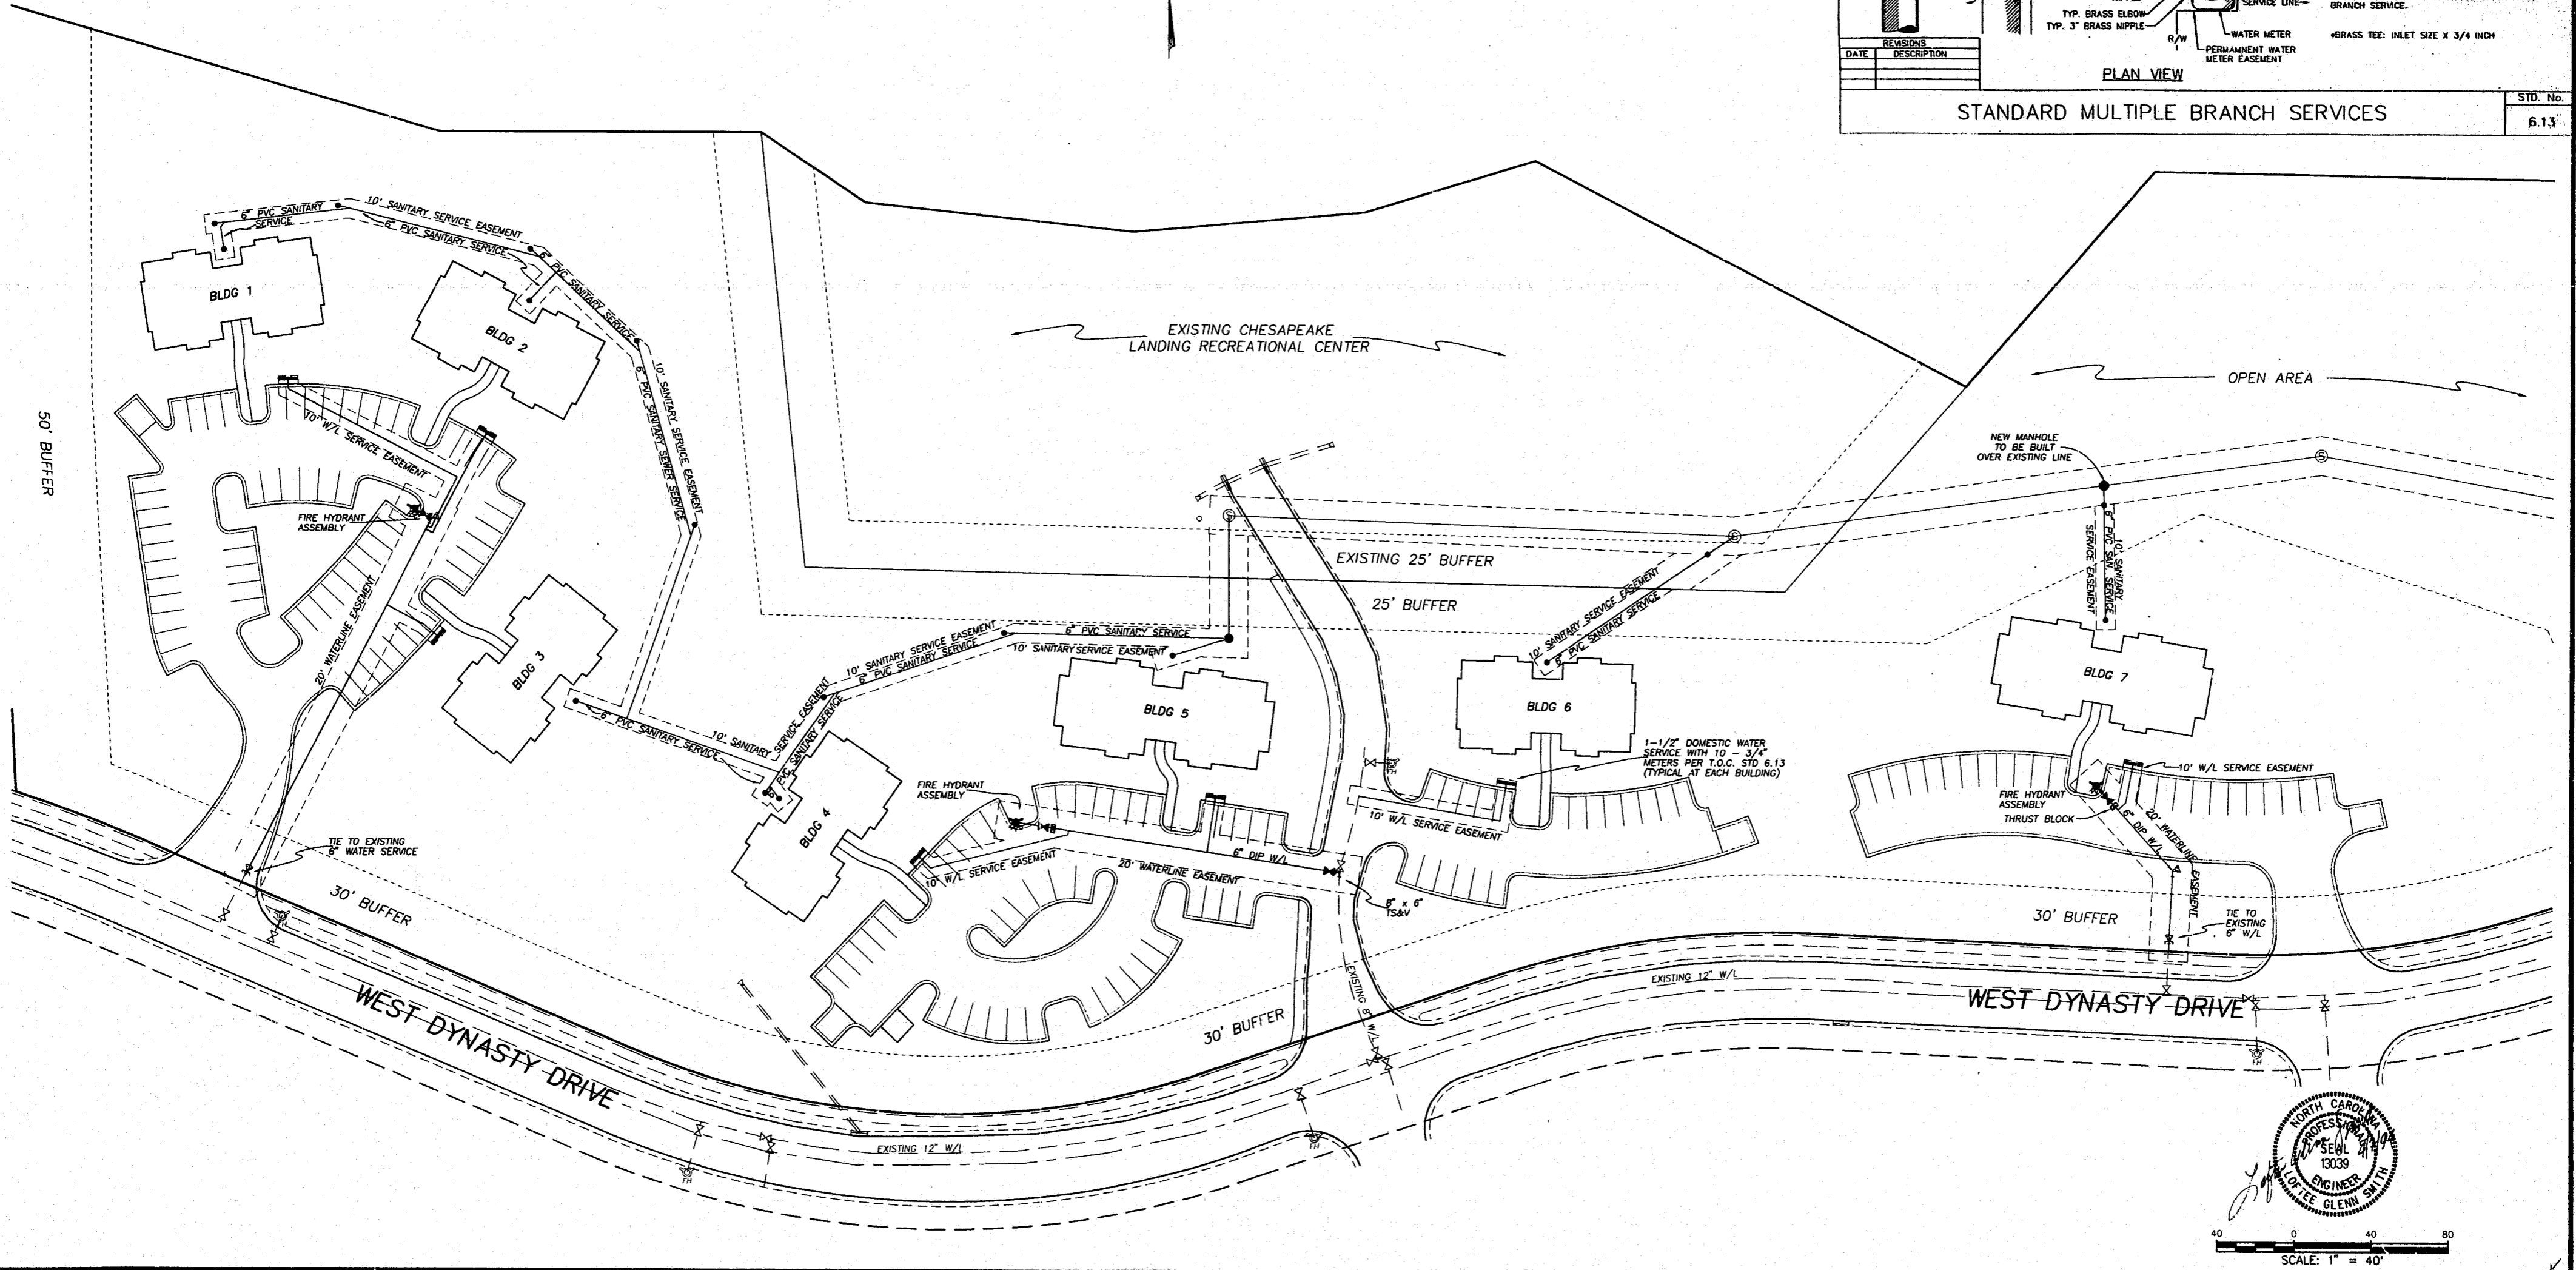 SERVICE LINE
BRANCH SERVICE.
TYP. BRASS ELBOW
TYP. 3" BRASS NIPPLE
R/W
WATER METER
*BRASS TEE: INLET SIZE X 3/4 INCH
PERMAMNENT WATER
METER EASEMENT
PLAN VIEW
REVISIONS
DATE
DESCRIPTION
STANDARD MULTIPLE BRANCH SERVICES
STD. No.
6.13
6" PVC SANITARY
SERVICE
10' SANITARY SERVICE EASEMENT
6" PVC SANITARY SERVICE
6" PVC SANITARY SERVICE
BLDG 1
BLDG 2
10' SANITARY SERVICE EASEMENT
6" PVC SANITARY SEWER SERVICE
EXISTING CHESAPEAKE
LANDING RECREATIONAL CENTER
OPEN AREA
50' BUFFER
10' W/L SERVICE EASEMENT
FIRE HYDRANT
ASSEMBLY
20' WATERLINE EASEMENT
BLDG 3
NEW MANHOLE
TO BE BUILT
OVER EXISTING LINE
10' SANITARY
SERVICE EASEMENT
6" PVC SAN. SERVICE
EXISTING 25' BUFFER
25' BUFFER
10' SANITARY SERVICE EASEMENT
6" PVC SANITARY SERVICE
6" PVC SANITARY SERVICE
10' SANITARY SERVICE EASEMENT
10' SANITARY SERVICE EASEMENT
6" PVC SANITARY SERVICE
10' SANITARY SERVICE EASEMENT
6" PVC SANITARY SERVICE
6" PVC SANITARY SERVICE
10' SANITARY SERVICE EASEMENT
BLDG 4
BLDG 5
BLDG 6
BLDG 7
1-1/2" DOMESTIC WATER
SERVICE WITH 10 - 3/4"
METERS PER T.O.C. STD 6.13
(TYPICAL AT EACH BUILDING)
FIRE HYDRANT
ASSEMBLY
10' W/L SERVICE EASEMENT
20' WATERLINE EASEMENT
6" DIP W/L
10' W/L SERVICE EASEMENT
8" x 6"
TS&V
FH
FIRE HYDRANT
ASSEMBLY
THRUST BLOCK
10' W/L SERVICE EASEMENT
6" DIP W/L
20' WATERLINE EASEMENT
TIE TO
EXISTING
6" W/L
TIE TO EXISTING
6" WATER SERVICE
30' BUFFER
30' BUFFER
30' BUFFER
EXISTING 8" W/L
EXISTING 12" W/L
WEST DYNASTY DRIVE
WEST DYNASTY DRIVE
EXISTING 12" W/L
FH
FH
FH
NORTH CAROLINA
PROFESSIONAL
SEAL
13039
ENGINEER
LOFTEE GLENN SMITH
40
0
40
80
SCALE: 1" = 40'